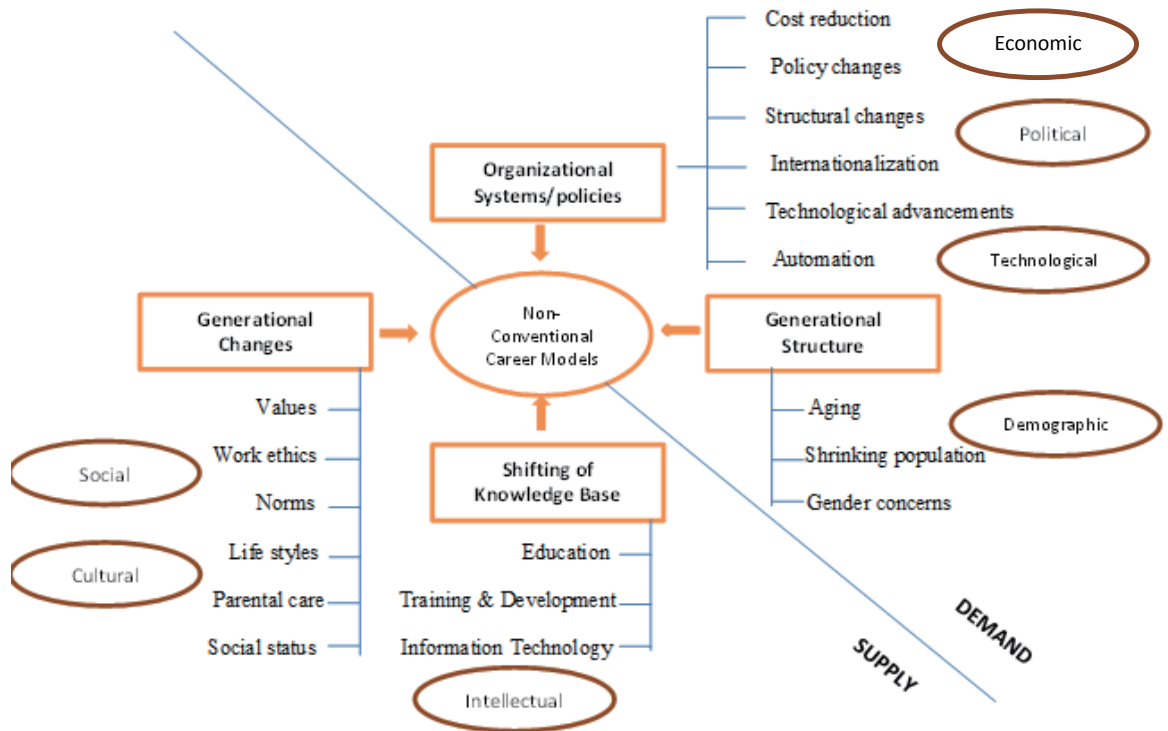 Cost reduction
Economic
Policy changes
Structural changes
Political
Organizational
Systems/policies
Internationalization
Technological advancements
Automation
Technological
Generational
Changes
Non-
Conventional
Career Models
Generational
Structure
Values
Work ethics
Norms
Life styles
Parental care
Social status
Social
Cultural
Shifting of
Knowledge Base
Education
Training & Development
Information Technology
Intellectual
Aging
Shrinking population
Gender concerns
Demographic
DEMAND
SUPPLY